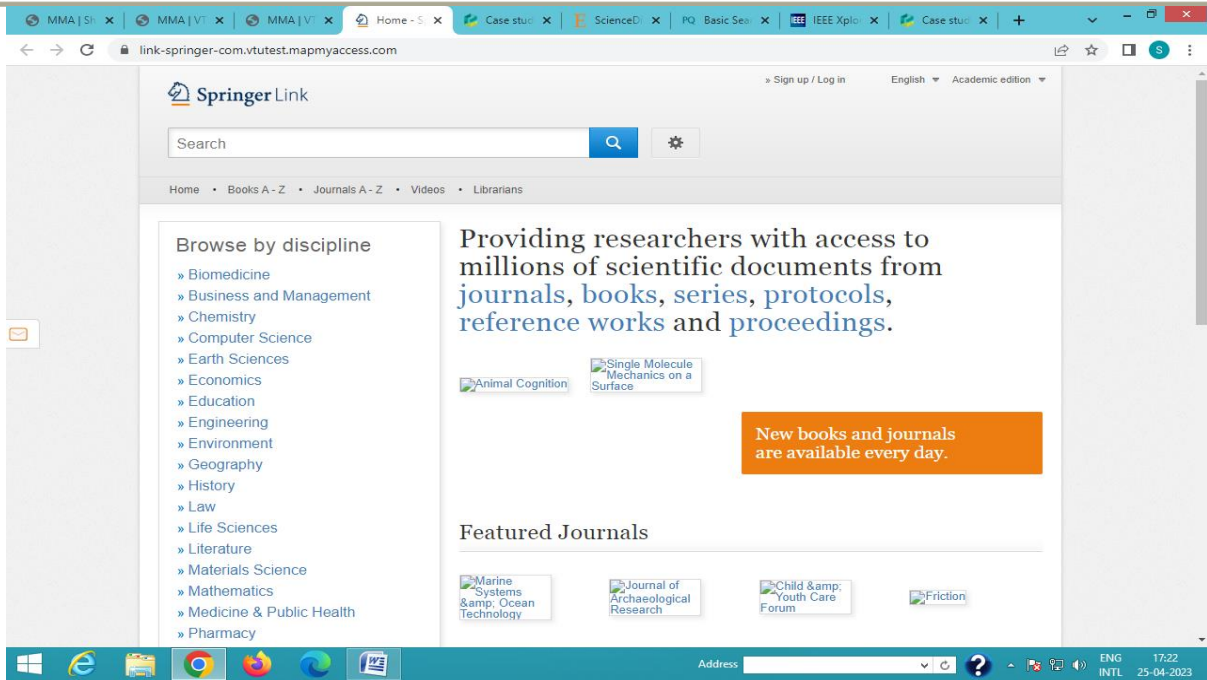 MMA | Sh
MMA | VT
MMA | VT
Home - S
Case stud
ScienceDi
PQ Basic Sea
IEEE IEEE Xplo
Case stud
link-springer-com.vtutest.mapmyaccess.com
S
» Sign up / Log in English Academic edition
Springer Link
Search
Home • Books A - Z • Journals A - Z • Videos • Librarians
Browse by discipline
» Biomedicine
» Business and Management
» Chemistry
» Computer Science
» Earth Sciences
» Economics
» Education
» Engineering
» Environment
» Geography
» History
» Law
» Life Sciences
» Literature
» Materials Science
» Mathematics
» Medicine & Public Health
» Pharmacy
Providing researchers with access to
millions of scientific documents from
journals, books, series, protocols,
reference works and proceedings.
Animal Cognition
Single Molecule
Mechanics on a
Surface
New books and journals
are available every day.
Featured Journals
Marine
Systems
&amp; Ocean
Technology
Journal of
Archaeological
Research
Child &amp;
Youth Care
Forum
Friction
Address
ENG 17:22
INTL 25-04-2023